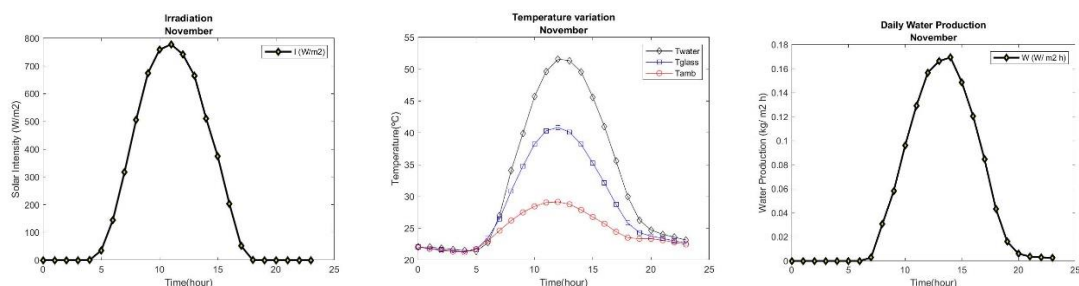 Irradiation
November
I (W/m2)
800
700
600
500
400
300
200
100
0
0 5 10 15 20 25
Solar Intensity (W/m2)
Time(hour)
Temperature variation
November
Twater
Tglass
Tamb
55
50
45
40
35
30
25
20
0 5 10 15 20 25
Temperature(ºC)
Time(hour)
Daily Water Production
November
W (W/ m2 h)
0.18
0.16
0.14
0.12
0.1
0.08
0.06
0.04
0.02
0
0 5 10 15 20 25
Water Production (kg/ m2 h)
Time(hour)